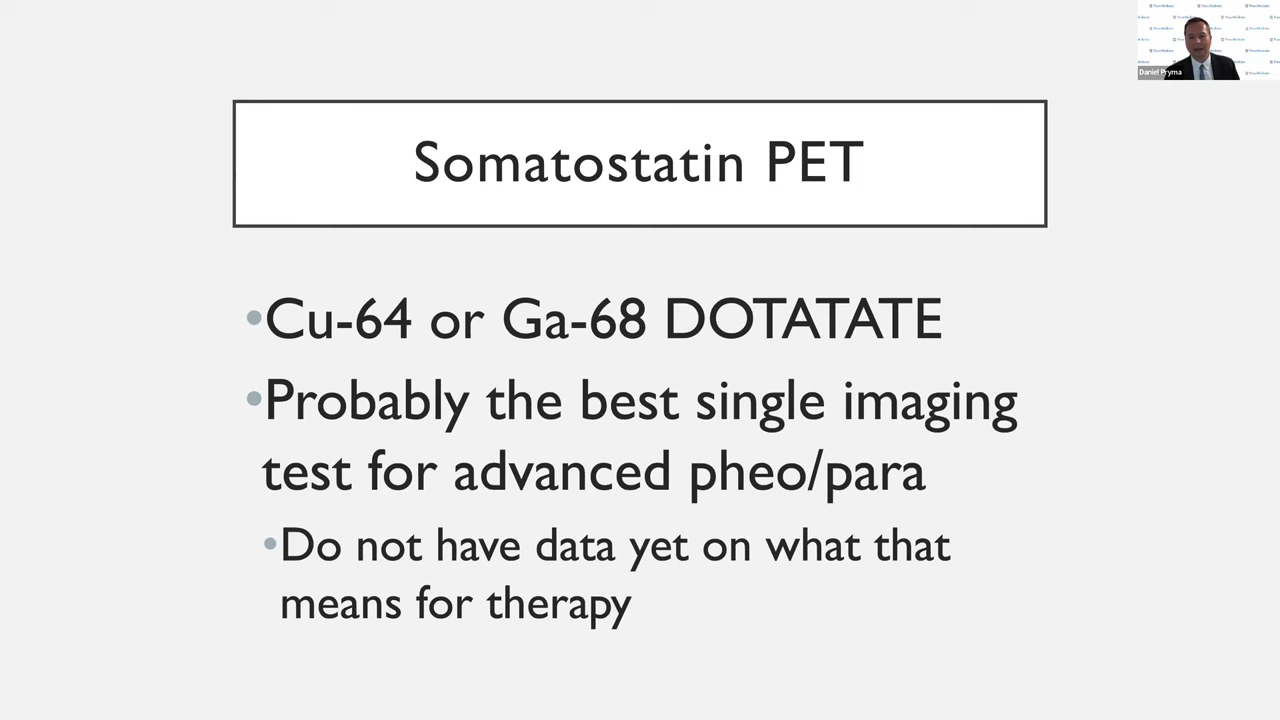 Daniel Pryma
Somatostatin PET
•Cu-64 or Ga-68 DOTATATE
•Probably the best single imaging
test for advanced pheo/para
•Do not have data yet on what that
means for therapy